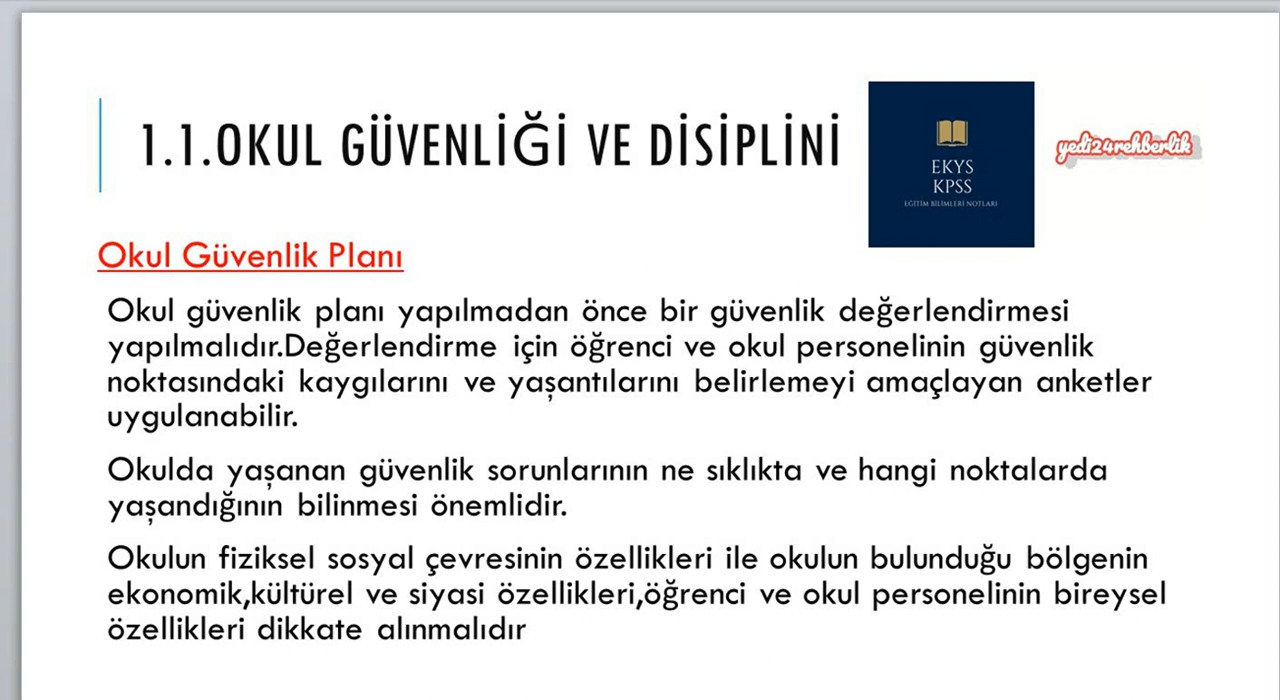 1.1.OKUL GÜVENLİĞİ VE DİSİPLİNİ
EKYS
KPSS
EĞİTİM BİLİMLERİ NOTLARI
yedi24rehberlik
Okul Güvenlik Planı
Okul güvenlik planı yapılmadan önce bir güvenlik değerlendirmesi
yapılmalıdır.Değerlendirme için öğrenci ve okul personelinin güvenlik
noktasındaki kaygılarını ve yaşantılarını belirlemeyi amaçlayan anketler
uygulanabilir.
Okulda yaşanan güvenlik sorunlarının ne sıklıkta ve hangi noktalarda
yaşandığının bilinmesi önemlidir.
Okulun fiziksel sosyal çevresinin özellikleri ile okulun bulunduğu bölgenin
ekonomik,kültürel ve siyasi özellikleri,öğrenci ve okul personelinin bireysel
özellikleri dikkate alınmalıdır